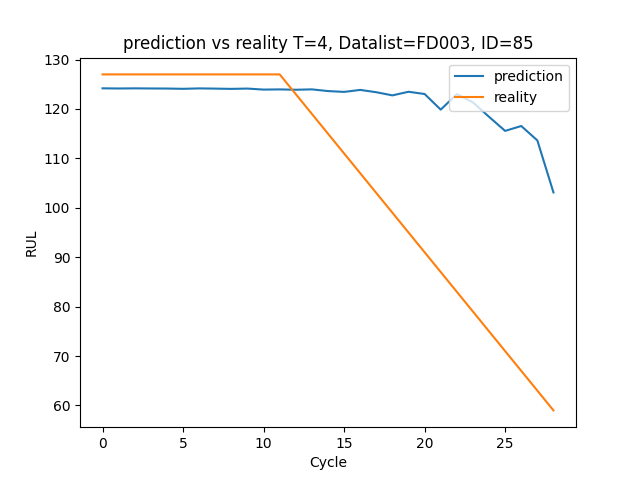 prediction vs reality T=4, Datalist=FD003, ID=85
130
120
110
100
90
80
70
60
RUL
prediction
reality
0 5 10 15 20 25
Cycle